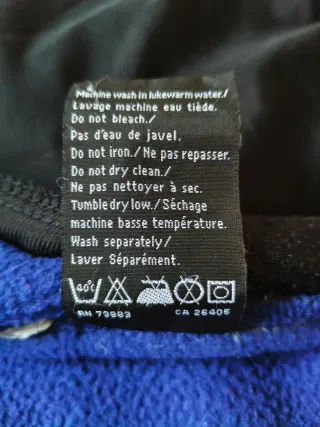 Machine wash in lukewarm water./
Lavage machine eau tiède.
Do not bleach./
Pas d'eau de javel.
Do not iron./Ne pas repasser.
Do not dry clean./
Ne pas nettoyer à sec.
Tumble dry low./Séchage
machine basse température.
Wash separately/
Laver Séparément.
40°C
RN 73983 CA 26405